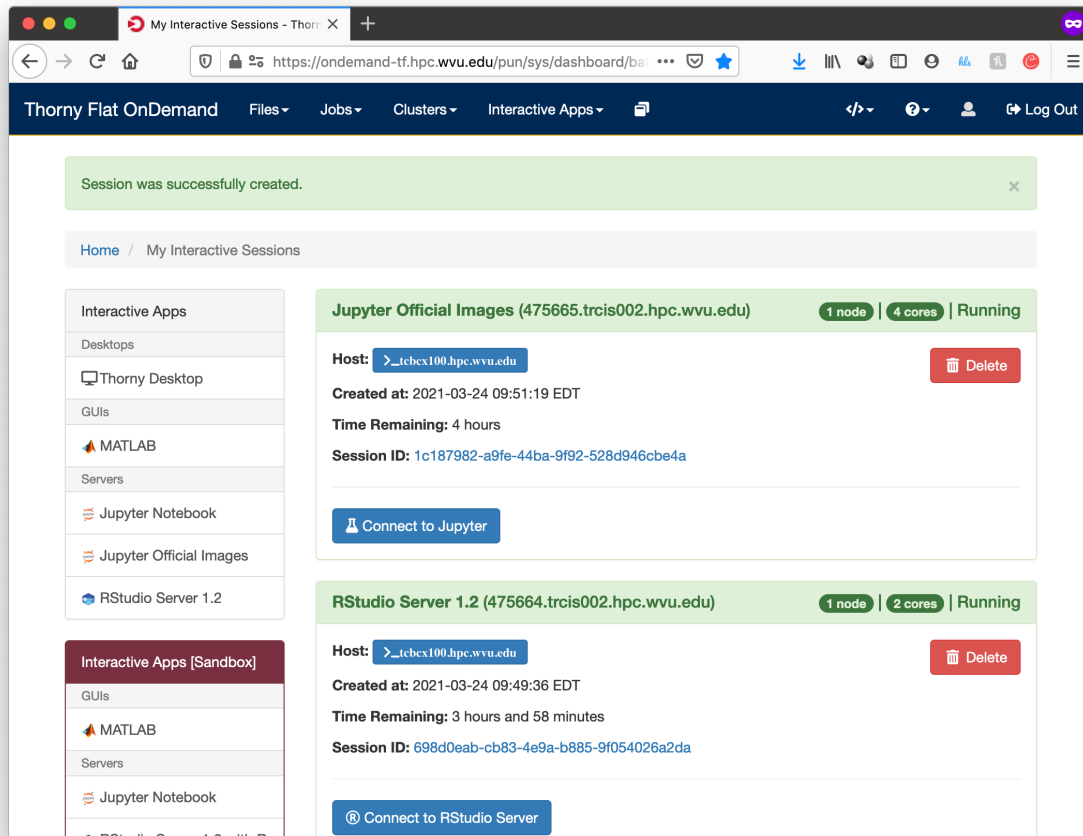 My Interactive Sessions - Thorn
https://ondemand-tf.hpc.wvu.edu/pun/sys/dashboard/ba
Thorny Flat OnDemand Files Jobs Clusters Interactive Apps Log Out
Session was successfully created.
Home / My Interactive Sessions
Interactive Apps
Desktops
Thorny Desktop
GUIs
MATLAB
Servers
Jupyter Notebook
Jupyter Official Images
RStudio Server 1.2
Interactive Apps [Sandbox]
GUIs
MATLAB
Servers
Jupyter Notebook
Jupyter Official Images (475665.trcis002.hpc.wvu.edu) 1 node | 4 cores | Running
Host: >_tcbcx100.hpc.wvu.edu
Delete
Created at: 2021-03-24 09:51:19 EDT
Time Remaining: 4 hours
Session ID: 1c187982-a9fe-44ba-9f92-528d946cbe4a
Connect to Jupyter
RStudio Server 1.2 (475664.trcis002.hpc.wvu.edu) 1 node | 2 cores | Running
Host: >_tcbcx100.hpc.wvu.edu
Delete
Created at: 2021-03-24 09:49:36 EDT
Time Remaining: 3 hours and 58 minutes
Session ID: 698d0eab-cb83-4e9a-b885-9f054026a2da
Connect to RStudio Server